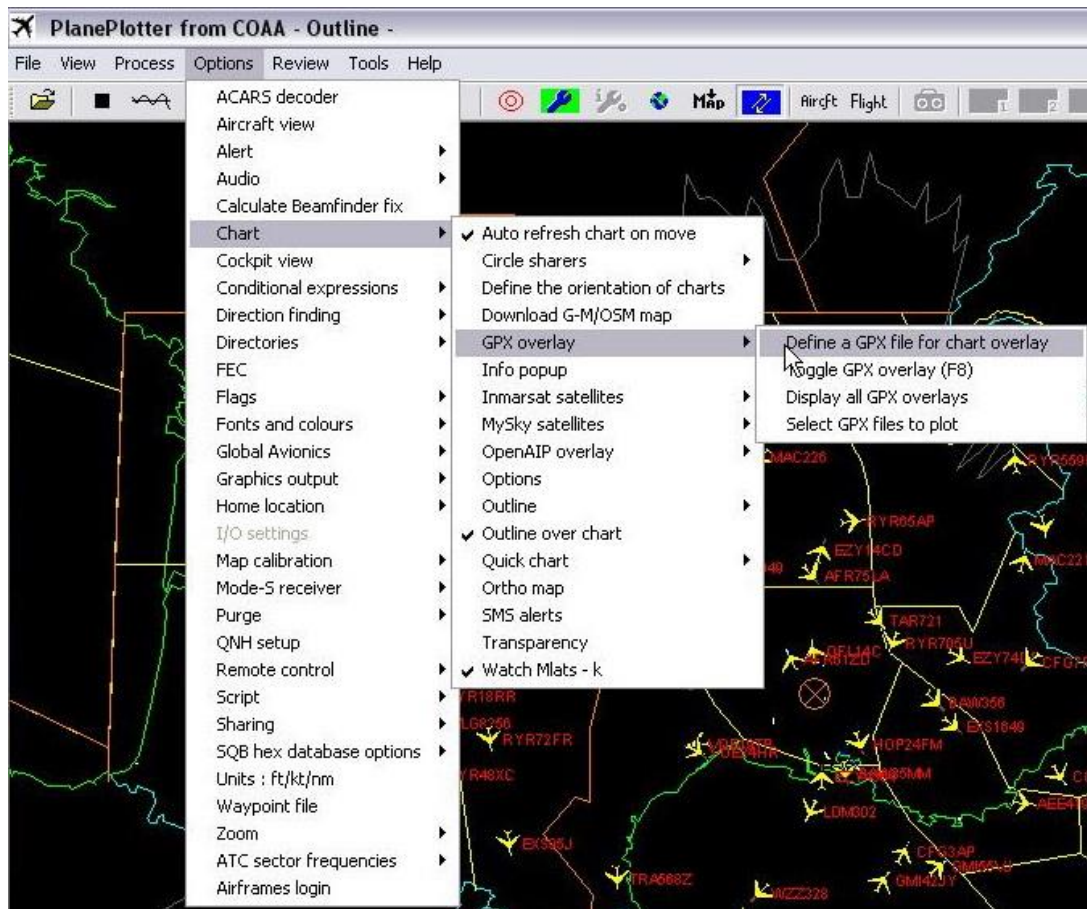 PlanePlotter from COAA - Outline -
File View Process Options Review Tools Help
Map Aircft Flight
ACARS decoder
Aircraft view
Alert
Audio
Calculate Beamfinder fix
Chart
Cockpit view
Conditional expressions
Direction finding
Directories
FEC
Flags
Fonts and colours
Global Avionics
Graphics output
Home location
I/O settings
Map calibration
Mode-S receiver
Purge
QNH setup
Remote control
Script
Sharing
SQB hex database options
Units : ft/kt/nm
Waypoint file
Zoom
ATC sector frequencies
Airframes login
Auto refresh chart on move
Circle sharers
Define the orientation of charts
Download G-M/OSM map
GPX overlay
Info popup
Inmarsat satellites
MySky satellites
OpenAIP overlay
Options
Outline
Outline over chart
Quick chart
Ortho map
SMS alerts
Transparency
Watch Mlats - k
Define a GPX file for chart overlay
Toggle GPX overlay (F8)
Display all GPX overlays
Select GPX files to plot
MAC226
RYR65AP
EZY14CD
AFR75LA
TAR721
RYR705U
BAW356
EXS1649
RYR72FR
HOP24FM
LDM302
TRA568Z
WZZ328
CFG3AP
GMI42JY